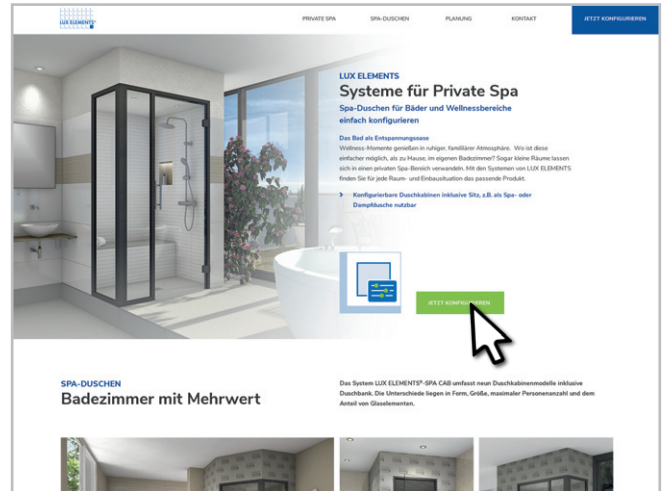 LUX ELEMENTS®
PRIVATE SPA
SPA-DUSCHEN
PLANUNG
KONTAKT
JETZT KONFIGURIEREN
LUX ELEMENTS
Systeme für Private Spa
Spa-Duschen für Bäder und Wellnessbereiche
einfach konfigurieren
Das Bad als Entspannungsoase
Wellness-Momente genießen in ruhiger, familiärer Atmosphäre. Wo ist diese
einfacher möglich, als zu Hause, im eigenen Badezimmer? Sogar kleine Räume lassen
sich in einen privaten Spa-Bereich verwandeln. Mit den Systemen von LUX ELEMENTS
finden Sie für jede Raum- und Einbausituation das passende Produkt.
Konfigurierbare Duschkabinen inklusive Sitz, z.B. als Spa- oder
Dampfdusche nutzbar
JETZT KONFIGURIEREN
SPA-DUSCHEN
Badezimmer mit Mehrwert
Das System LUX ELEMENTS®-SPA CAB umfasst neun Duschkabinenmodelle inklusive
Duschbank. Die Unterschiede liegen in Form, Größe, maximaler Personenanzahl und dem
Anteil von Glaselementen.